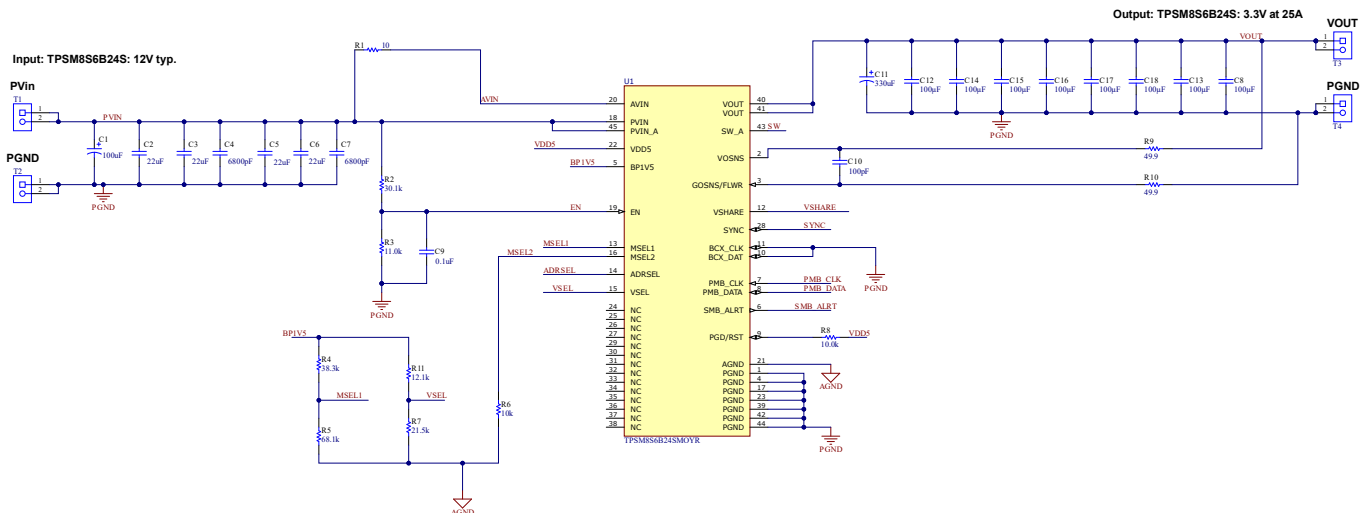 Output: TPSM8S6B24S: 3.3V at 25A
VOUT
Input: TPSM8S6B24S: 12V typ.
PVin
T1
1
2
PVIN
PGND
T2
1
2
C1
100uF
C2
22uF
C3
22uF
C4
6800pF
C5
22uF
C6
22uF
C7
6800pF
PGND
R1
10
AVIN
VDD5
BP1V5
R2
30.1k
EN
R3
11.0k
C9
0.1uF
PGND
MSEL1
MSEL2
ADRSEL
VSEL
BP1V5
R4
38.3k
MSEL1
R5
68.1k
R11
12.1k
VSEL
R7
21.5k
R6
10k
AGND
U1
20 AVIN
18 PVIN
45 PVIN_A
22 VDD5
5 BP1V5
19 EN
13 MSEL1
16 MSEL2
14 ADRSEL
15 VSEL
24 NC
25 NC
26 NC
27 NC
29 NC
30 NC
31 NC
32 NC
33 NC
34 NC
35 NC
36 NC
37 NC
38 NC
VOUT 40
VOUT 41
SW_A 43 SW
VOSNS 2
GOSNS/FLWR 3
VSHARE 12 VSHARE
SYNC 28 SYNC
BCX_CLK 11
BCX_DAT 10
PMB_CLK 7 PMB_CLK
PMB_DATA 8 PMB_DATA
SMB_ALRT 6 SMB_ALRT
PGD/RST 9
AGND 21
PGND 1
PGND 4
PGND 17
PGND 23
PGND 39
PGND 42
PGND 44
TPSM8S6B24SMOYR
R8
10.0k
VDD5
AGND
PGND
PGND
C10
100pF
R9
49.9
R10
49.9
C11
330uF
C12
100µF
C14
100µF
C15
100µF
C16
100µF
C17
100µF
C18
100µF
C13
100µF
C8
100µF
PGND
VOUT
1
2
T3
PGND
1
2
T4